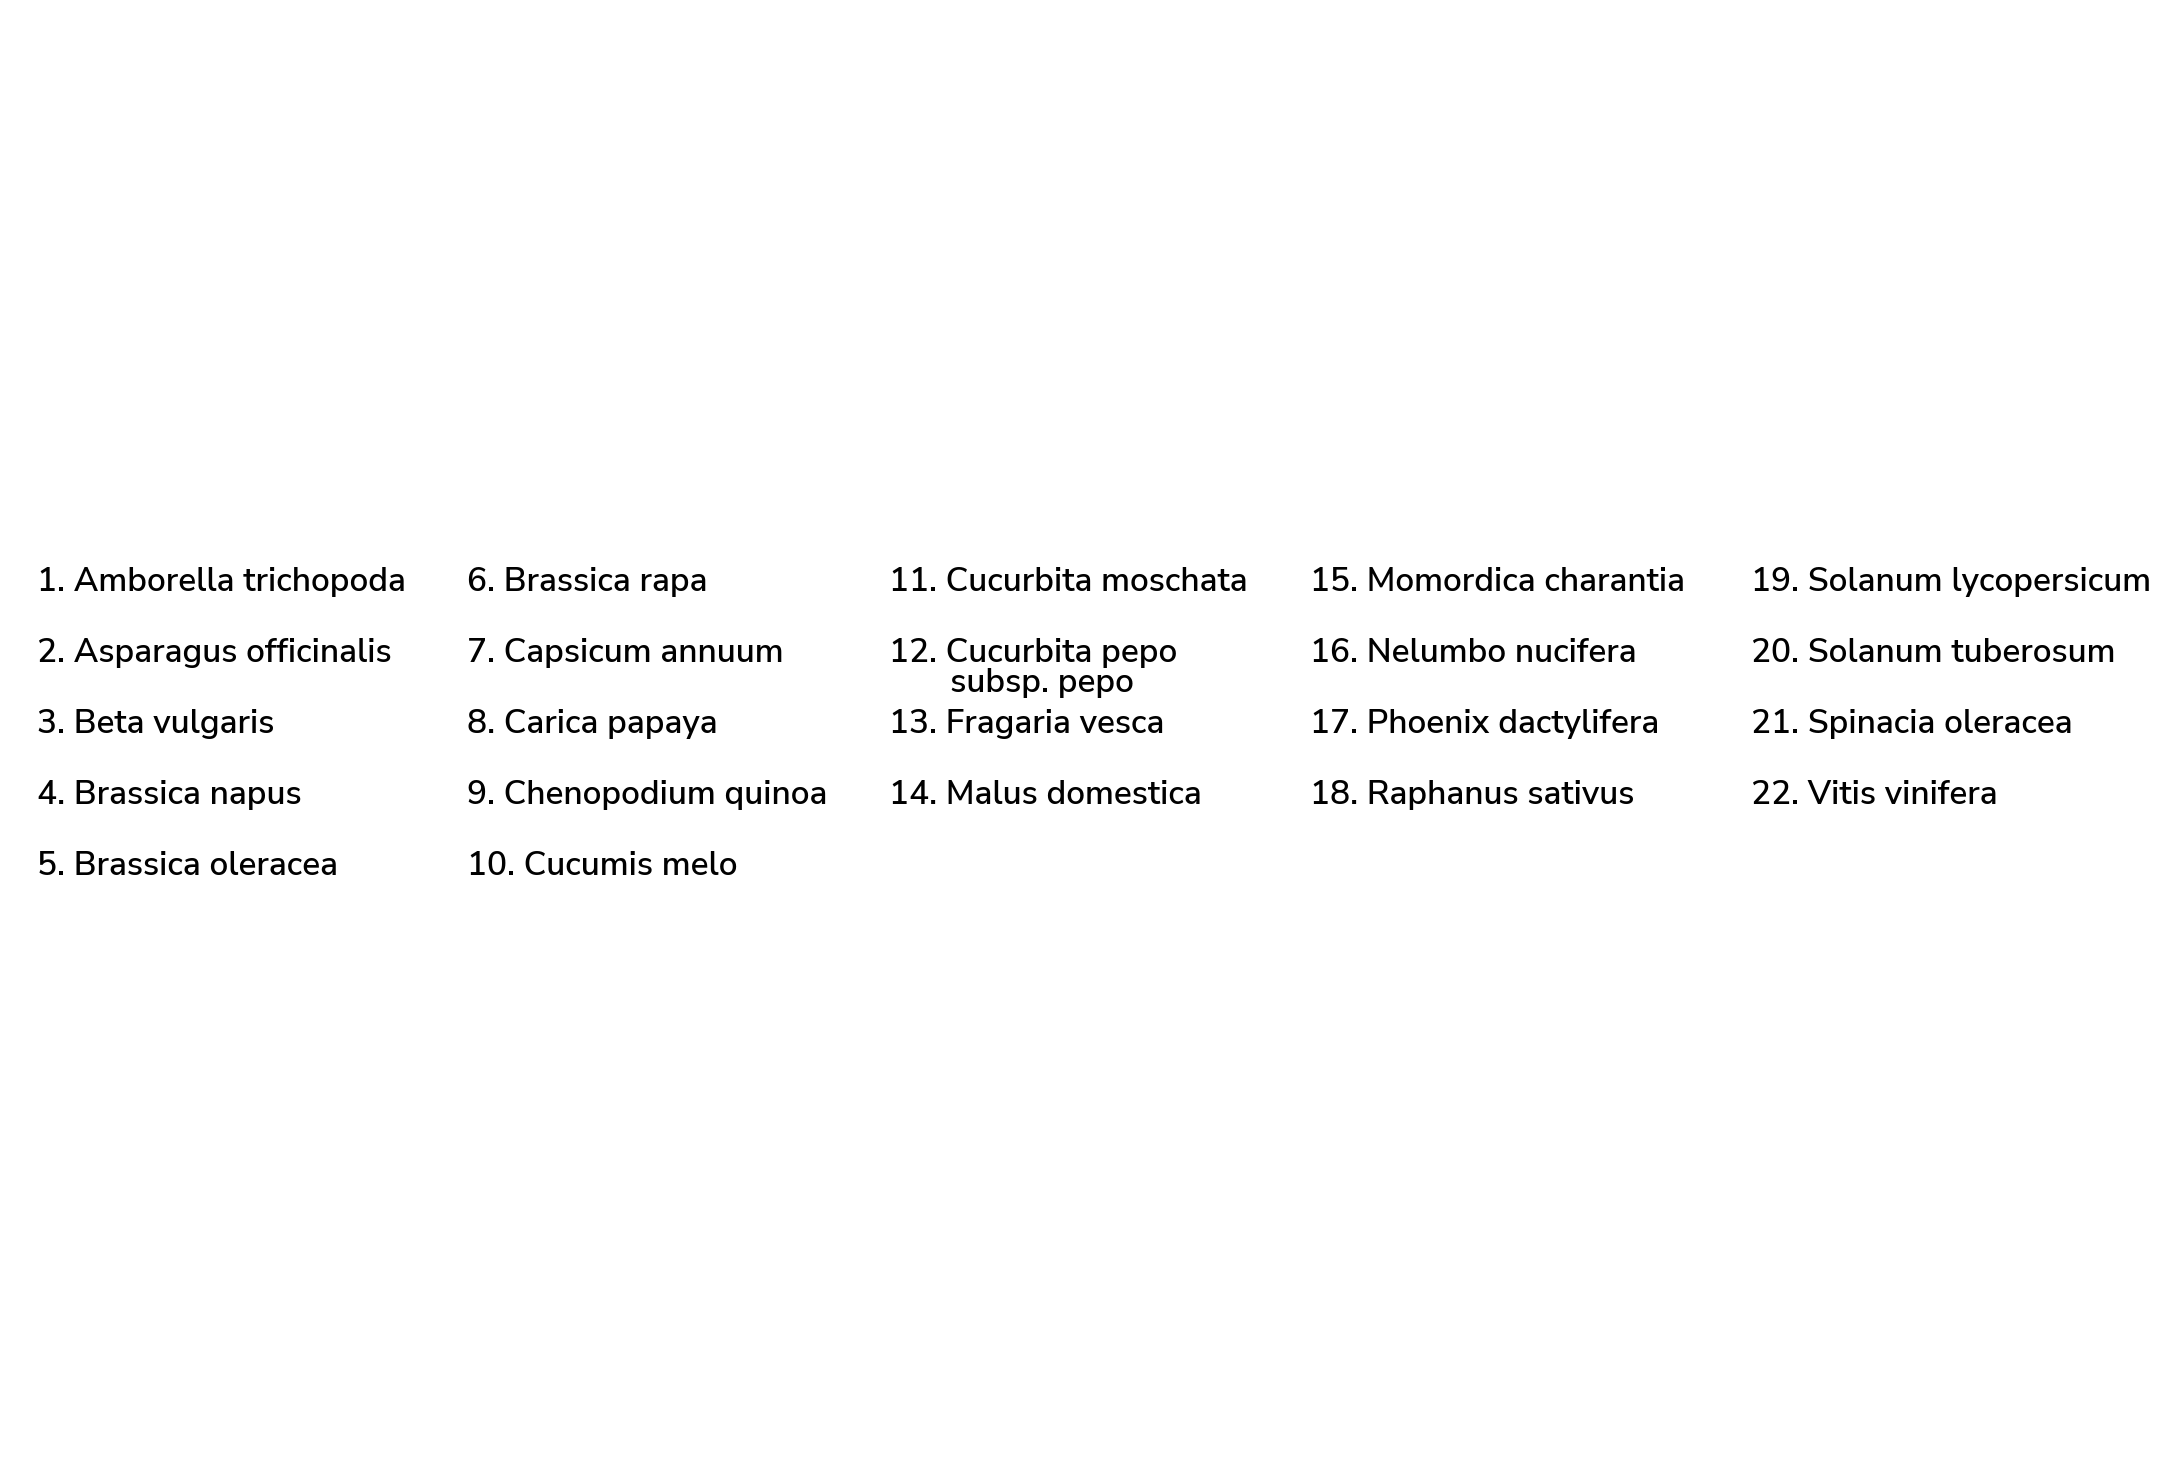 1. Amborella trichopoda
2. Asparagus officinalis
3. Beta vulgaris
4. Brassica napus
5. Brassica oleracea
6. Brassica rapa
7. Capsicum annuum
8. Carica papaya
9. Chenopodium quinoa
10. Cucumis melo
11. Cucurbita moschata
12. Cucurbita pepo
subsp. pepo
13. Fragaria vesca
14. Malus domestica
15. Momordica charantia
16. Nelumbo nucifera
17. Phoenix dactylifera
18. Raphanus sativus
19. Solanum lycopersicum
20. Solanum tuberosum
21. Spinacia oleracea
22. Vitis vinifera